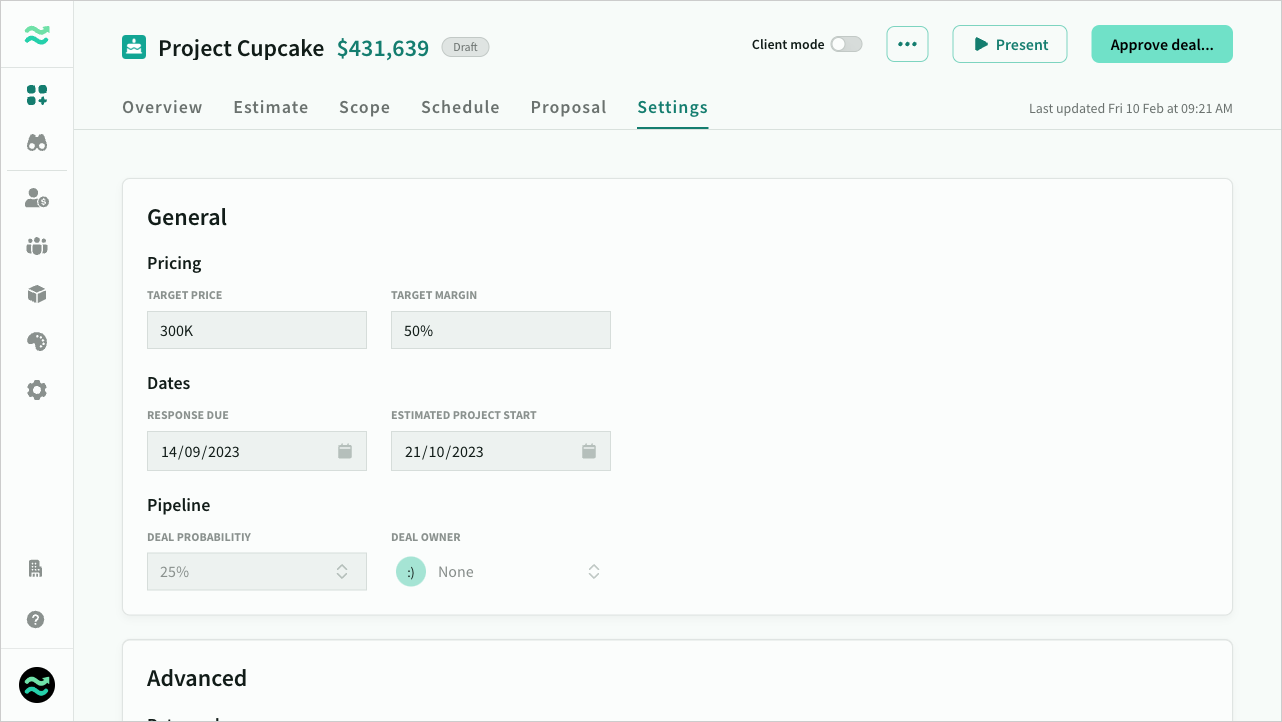 Project Cupcake $431,639 Draft
Client mode
•••
Present
Approve deal...
Overview Estimate Scope Schedule Proposal Settings
Last updated Fri 10 Feb at 09:21 AM
General
Pricing
TARGET PRICE TARGET MARGIN
300K 50%
Dates
RESPONSE DUE ESTIMATED PROJECT START
14/09/2023 21/10/2023
Pipeline
DEAL PROBABILITIY DEAL OWNER
25% :) None
$
?
Advanced